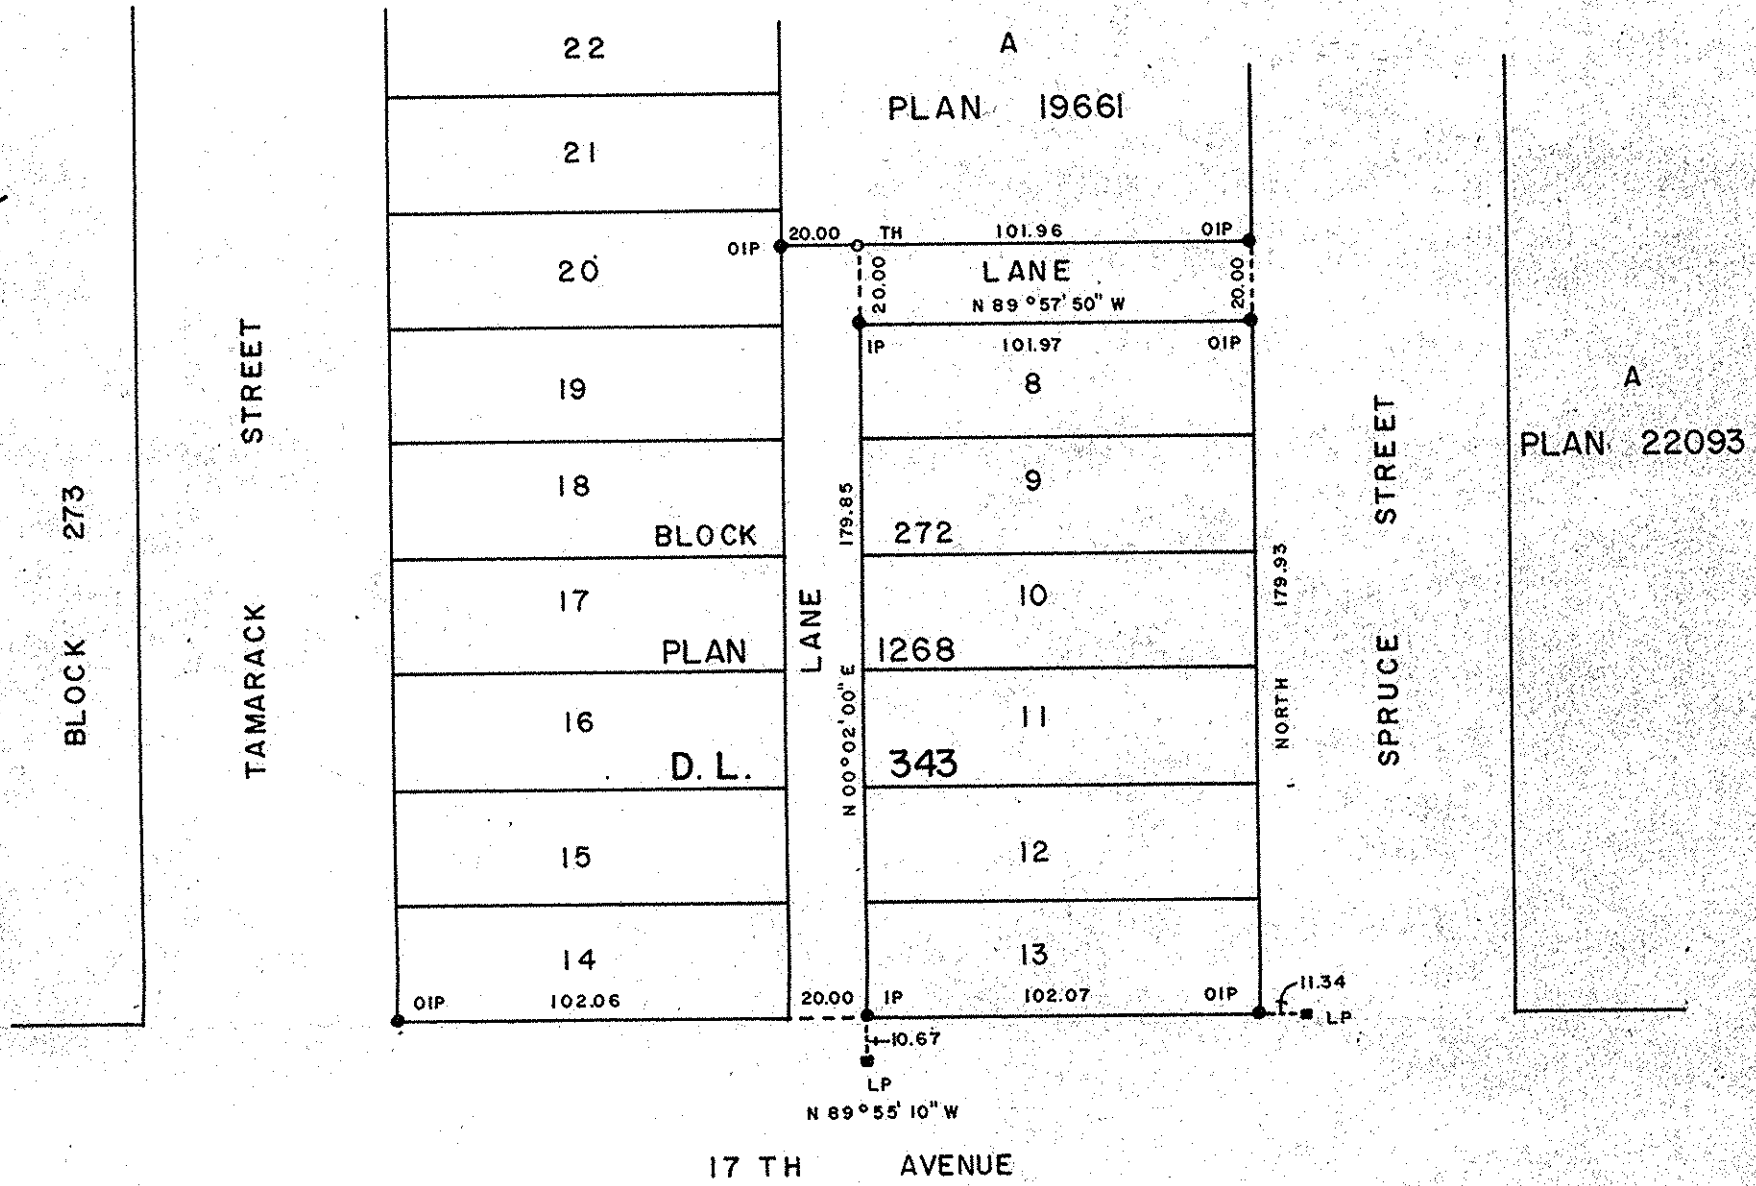 22
A
PLAN 19661
21
20.00 TH 101.96 OIP
OIP
20
20.00
LANE
20.00
N 89°57'50" W
IP 101.97 OIP
STREET
19
8
A
STREET
PLAN 22093
18
9
179.85
BLOCK 273
BLOCK 272
179.93
17
LANE
10
TAMARACK
PLAN 1268
SPRUCE
N 00°02'00" E
NORTH
16
11
D. L. 343
15
12
14
13
OIP 102.06 20.00 IP 102.07 OIP 11.34
LP
10.67
LP
N 89°55'10" W
17 TH AVENUE